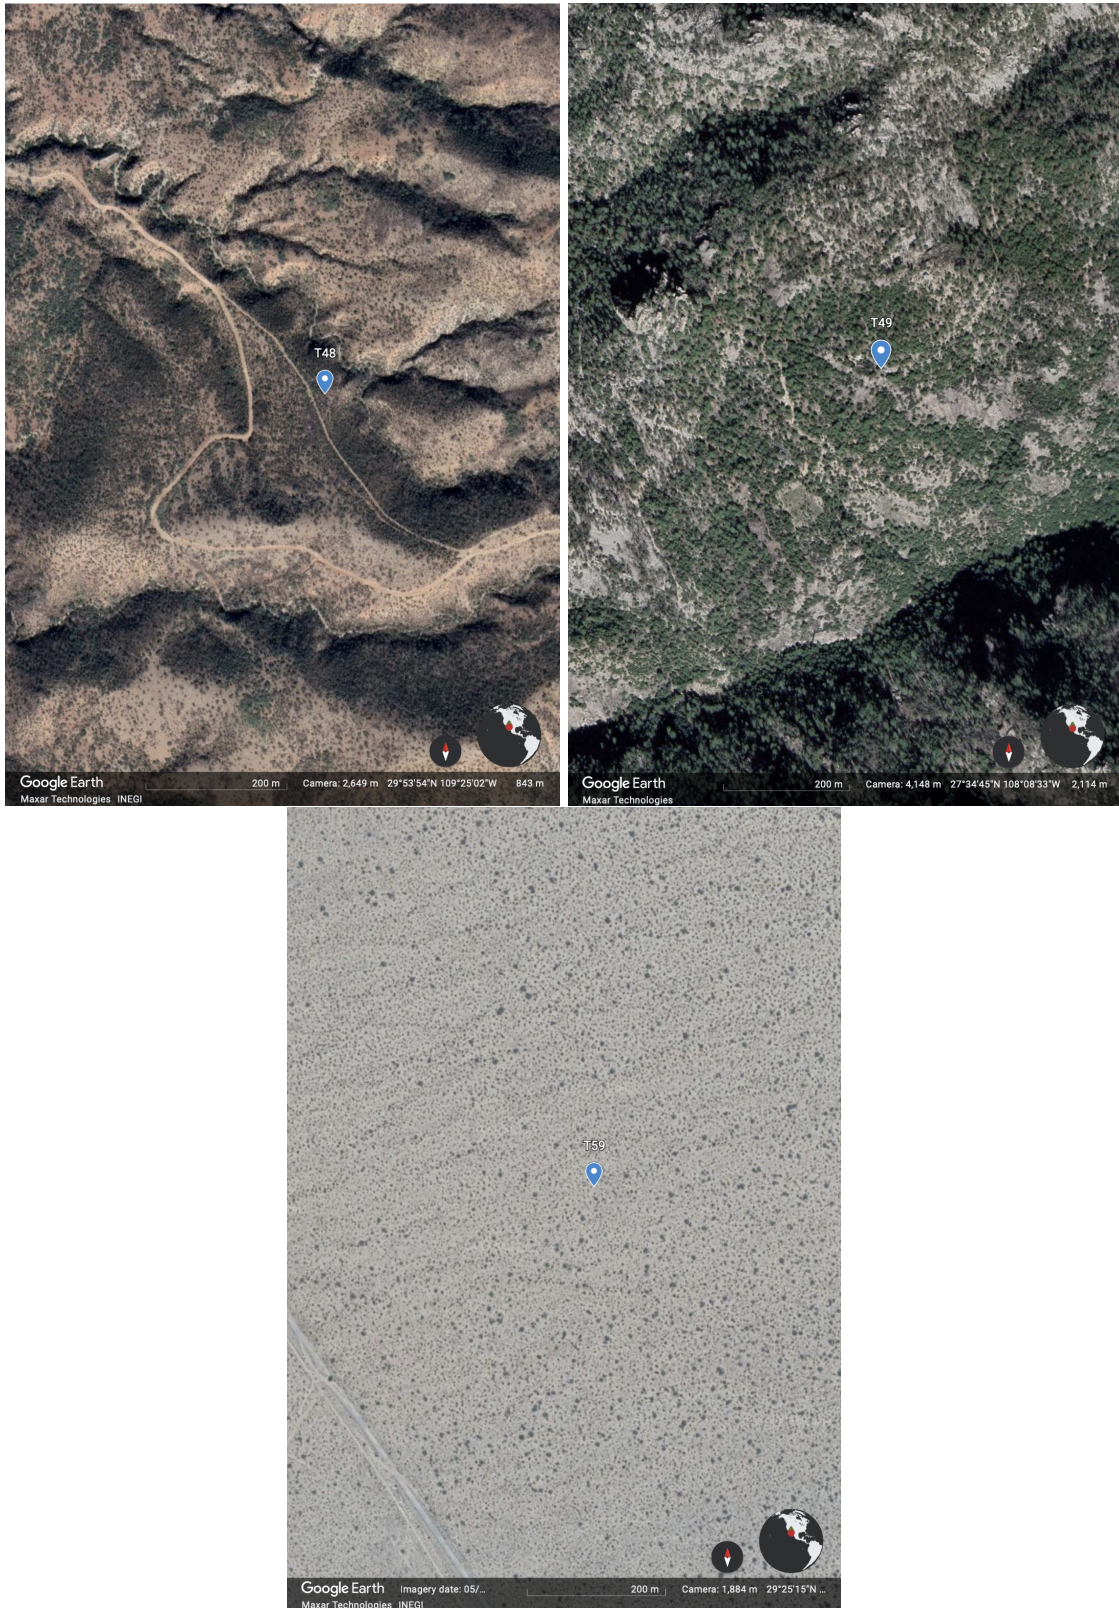 T48
Google Earth
200 m
Camera: 2,649 m 29°53'54"N 109°25'02"W 843 m
Maxar Technologies INEGI
T49
Google Earth
200 m
Camera: 4,148 m 27°34'45"N 108°08'33"W 2,114 m
Maxar Technologies
T59
Google Earth
Imagery date: 05/...
200 m
Camera: 1,884 m 29°25'15"N ...
Maxar Technologies INEGI